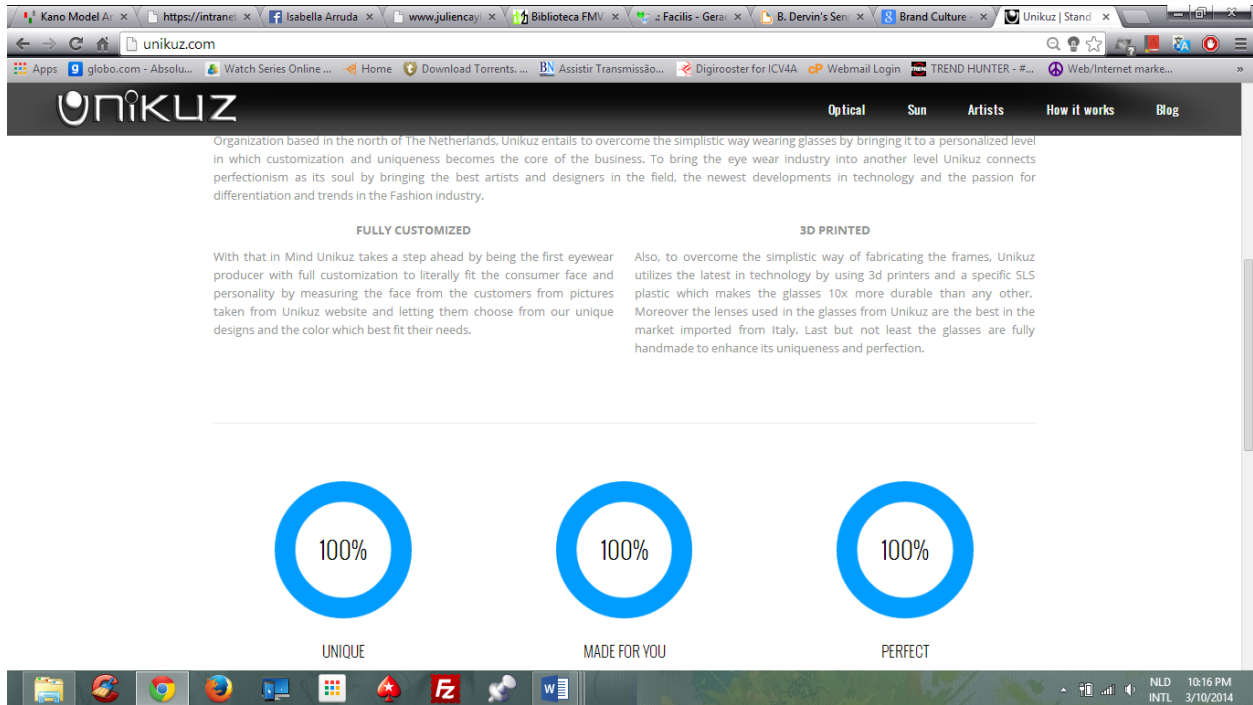 Kano Model Ar
https://intranet
Isabella Arruda
www.juliencayl
Biblioteca FMV
.: Facilis - Gerac
B. Dervin's Sens
Brand Culture -
Unikuz | Stand
unikuz.com
Apps
globo.com - Absolu...
Watch Series Online ...
Home
Download Torrents. ...
BN Assistir Transmissão...
Digirooster for ICV4A
cP Webmail Login
TREND HUNTER - #...
Web/Internet marke...
»
unikuz
Optical
Sun
Artists
How it works
Blog
Organization based in the north of The Netherlands, Unikuz entails to overcome the simplistic way wearing glasses by bringing it to a personalized level
in which customization and uniqueness becomes the core of the business. To bring the eye wear industry into another level Unikuz connects
perfectionism as its soul by bringing the best artists and designers in the field, the newest developments in technology and the passion for
differentiation and trends in the Fashion industry.
FULLY CUSTOMIZED
With that in Mind Unikuz takes a step ahead by being the first eyewear
producer with full customization to literally fit the consumer face and
personality by measuring the face from the customers from pictures
taken from Unikuz website and letting them choose from our unique
designs and the color which best fit their needs.
3D PRINTED
Also, to overcome the simplistic way of fabricating the frames, Unikuz
utilizes the latest in technology by using 3d printers and a specific SLS
plastic which makes the glasses 10x more durable than any other.
Moreover the lenses used in the glasses from Unikuz are the best in the
market imported from Italy. Last but not least the glasses are fully
handmade to enhance its uniqueness and perfection.
100%
100%
100%
UNIQUE
MADE FOR YOU
PERFECT
NLD
INTL
10:16 PM
3/10/2014